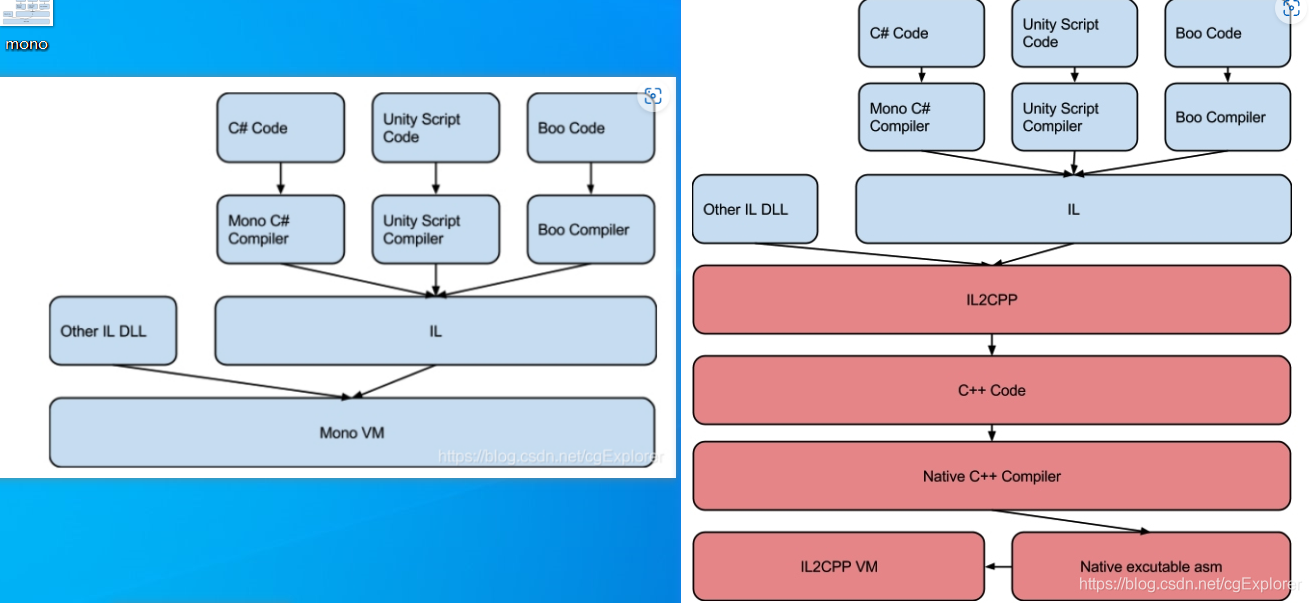 mono
C# Code
Unity Script
Code
Boo Code
Mono C#
Compiler
Unity Script
Compiler
Boo Compiler
Other IL DLL
IL
Mono VM
https://blog.csdn.net/cgExplorer
C# Code
Unity Script
Code
Boo Code
Mono C#
Compiler
Unity Script
Compiler
Boo Compiler
Other IL DLL
IL
IL2CPP
C++ Code
Native C++ Compiler
IL2CPP VM
Native excutable asm
https://blog.csdn.net/cgExplorer